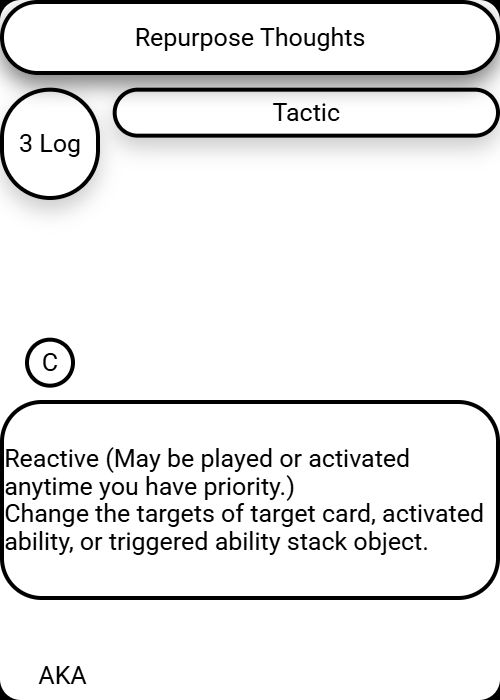 Repurpose Thoughts
Tactic
3 Log
C
Reactive (May be played or activated
anytime you have priority.)
Change the targets of target card, activated
ability, or triggered ability stack object.
AKA